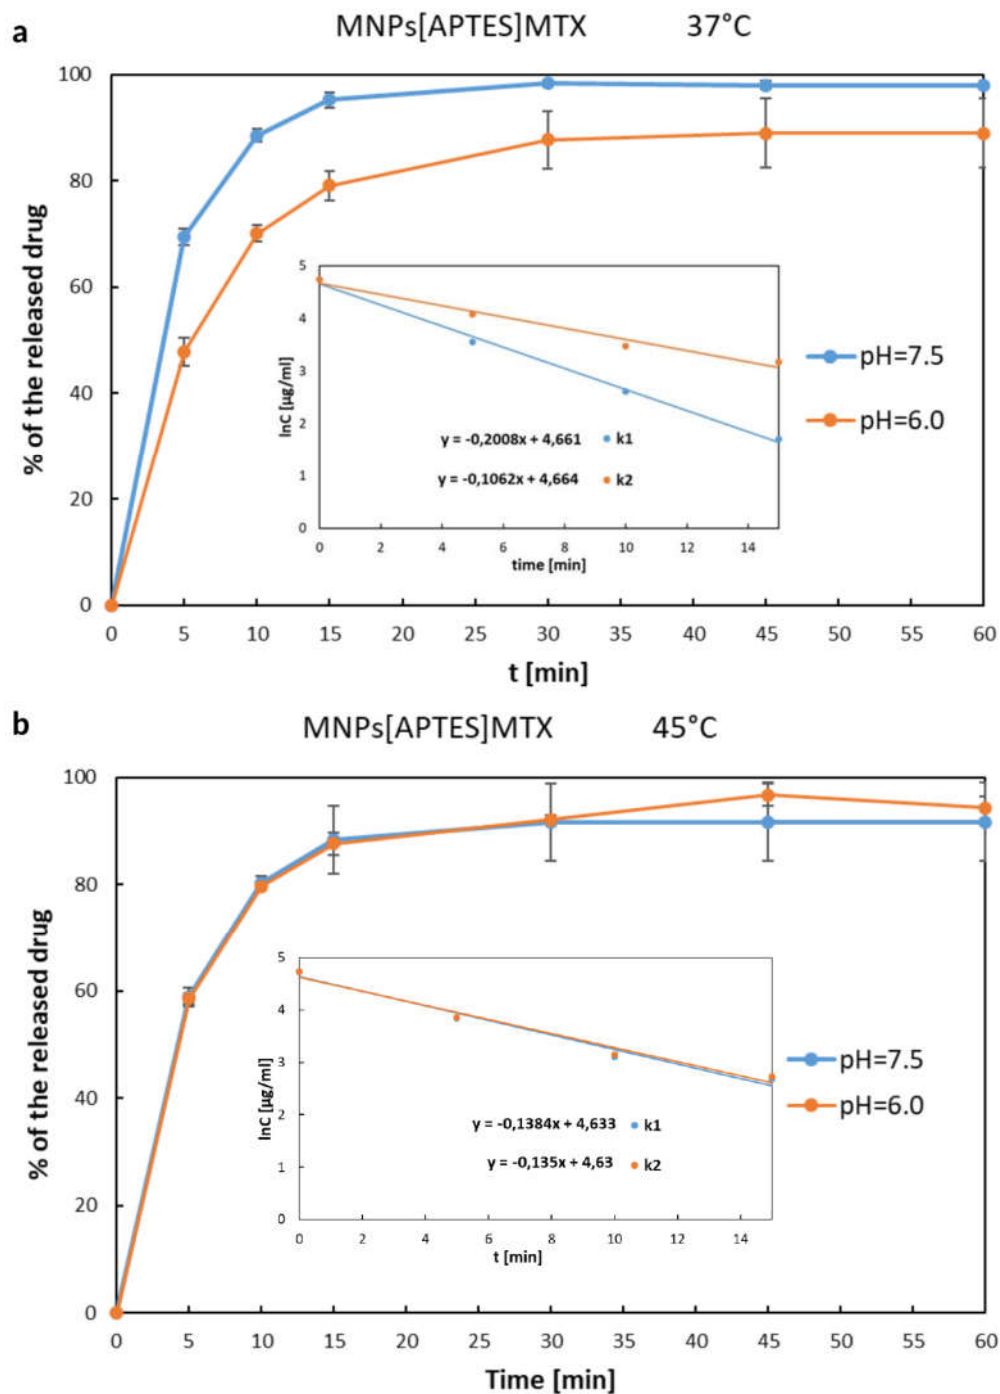 a
MNPs[APTES]MTX 37°C
100
80
60
40
20
0
% of the released drug
5
4
3
2
1
0
lnC [µg/ml]
y = -0,2008x + 4,661 k1
y = -0,1062x + 4,664 k2
0 2 4 6 8 10 12 14
time [min]
pH=7.5
pH=6.0
0 5 10 15 20 25 30 35 40 45 50 55 60
t [min]
b
MNPs[APTES]MTX 45°C
100
80
60
40
20
0
% of the released drug
5
4
3
2
1
0
lnC [µg/ml]
y = -0,1384x + 4,633 k1
y = -0,135x + 4,63 k2
0 2 4 6 8 10 12 14
t [min]
pH=7.5
pH=6.0
0 5 10 15 20 25 30 35 40 45 50 55 60
Time [min]